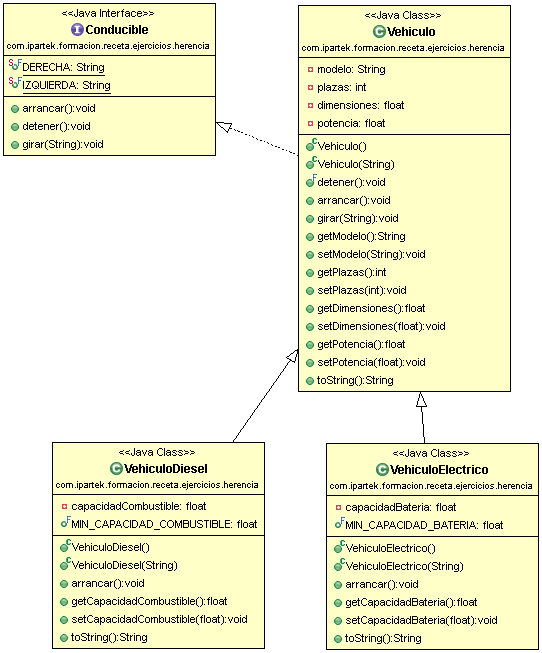 <<Java Interface>>
Conducible
com.ipartek.formacion.receta.ejercicios.herencia
DERECHA: String
IZQUIERDA: String
arrancar():void
detener():void
girar(String):void
<<Java Class>>
Vehiculo
com.ipartek.formacion.receta.ejercicios.herencia
modelo: String
plazas: int
dimensiones: float
potencia: float
Vehiculo()
Vehiculo(String)
detener():void
arrancar():void
girar(String):void
getModelo():String
setModelo(String):void
getPlazas():int
setPlazas(int):void
getDimensiones():float
setDimensiones(float):void
getPotencia():float
setPotencia(float):void
toString():String
<<Java Class>>
VehiculoDiesel
com.ipartek.formacion.receta.ejercicios.herencia
capacidadCombustible: float
MIN_CAPACIDAD_COMBUSTIBLE: float
VehiculoDiesel()
VehiculoDiesel(String)
arrancar():void
getCapacidadCombustible():float
setCapacidadCombustible(float):void
toString():String
<<Java Class>>
VehiculoElectrico
com.ipartek.formacion.receta.ejercicios.herencia
capacidadBateria: float
MIN_CAPACIDAD_BATERIA: float
VehiculoElectrico()
VehiculoElectrico(String)
arrancar():void
getCapacidadBateria():float
setCapacidadBateria(float):void
toString():String